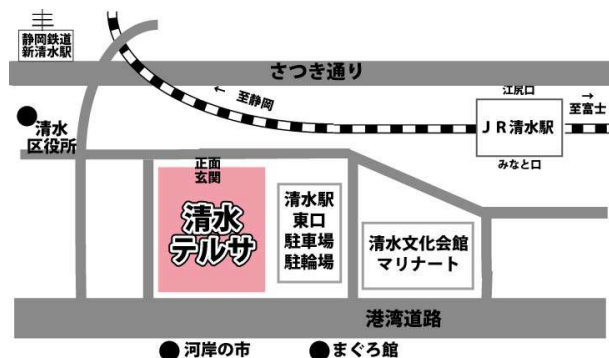 静岡鉄道
新清水駅
さつき通り
←
至静岡
江尻口
→
至富士
JR清水駅
みなと口
清水
区役所
正面
玄関
清水
テルサ
清水駅
東口
駐車場
駐輪場
清水文化会館
マリナート
港湾道路
河岸の市
まぐろ館